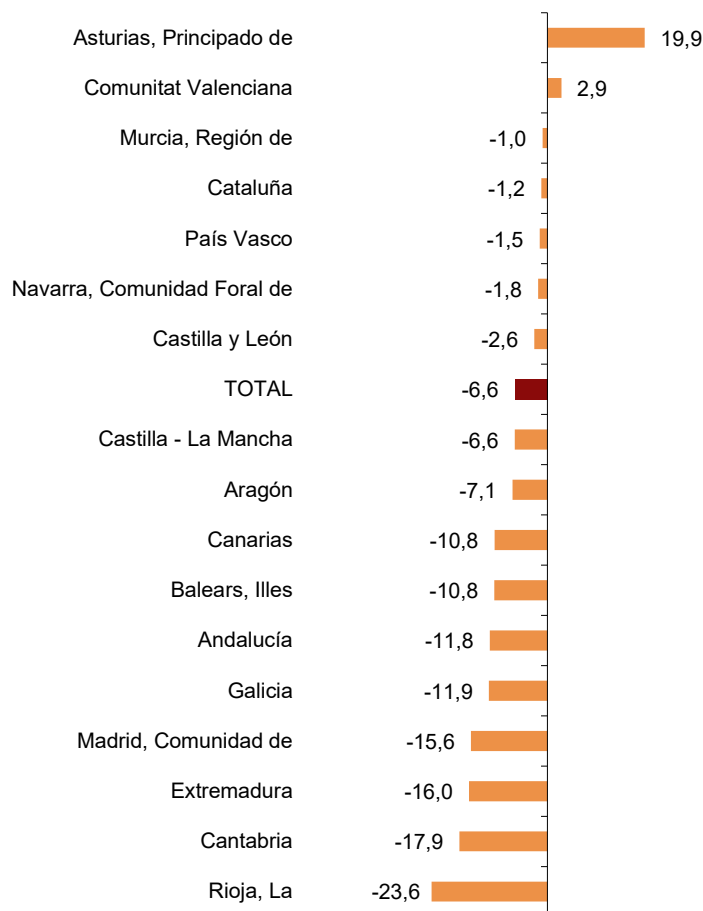 Asturias, Principado de 19,9
Comunitat Valenciana 2,9
Murcia, Región de -1,0
Cataluña -1,2
País Vasco -1,5
Navarra, Comunidad Foral de -1,8
Castilla y León -2,6
TOTAL -6,6
Castilla - La Mancha -6,6
Aragón -7,1
Canarias -10,8
Balears, Illes -10,8
Andalucía -11,8
Galicia -11,9
Madrid, Comunidad de -15,6
Extremadura -16,0
Cantabria -17,9
Rioja, La -23,6